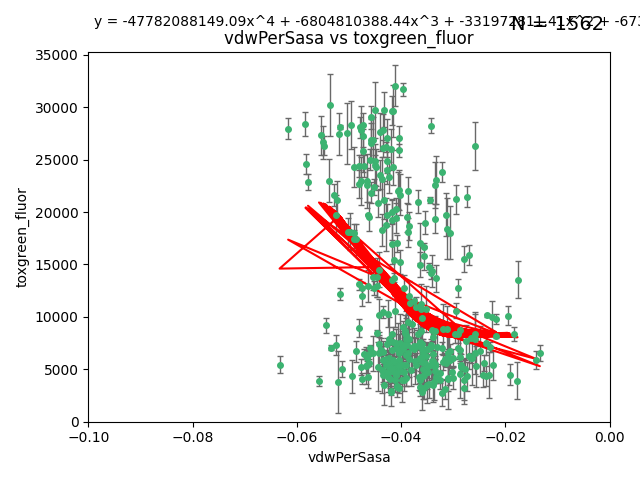 y = -47782088149.09x^4 + -6804810388.44x^3 +
N = 1562
vdwPerSasa vs toxgreen_fluor
toxgreen_fluor
35000
30000
25000
20000
15000
10000
5000
0
−0.10 −0.08 −0.06 −0.04 −0.02 0.00
vdwPerSasa